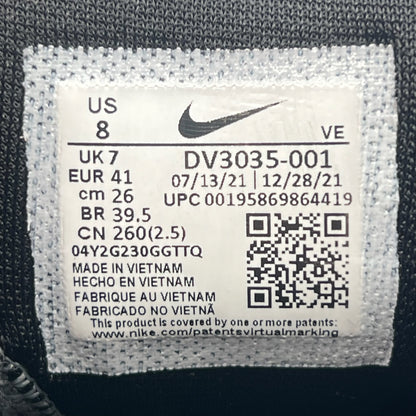 US
8
VE
UK 7
DV3035-001
EUR 41
07/13/21 | 12/28/21
cm 26
UPC 00195869864419
BR 39.5
CN 260(2.5)
04Y2G230GGTTQ
MADE IN VIETNAM
HECHO EN VIETNAM
FABRIQUE AU VIETNAM
FABRICADO NO VIETNÃ
This product is covered by one or more patents:
www.nike.com/patentsvirtualmarking